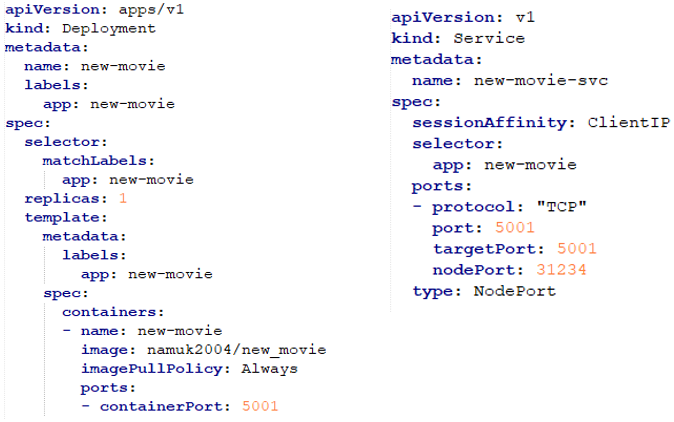 apiVersion: apps/v1
kind: Deployment
metadata:
  name: new-movie
  labels:
    app: new-movie
spec:
  selector:
    matchLabels:
      app: new-movie
  replicas: 1
  template:
    metadata:
      labels:
        app: new-movie
    spec:
      containers:
      - name: new-movie
        image: namuk2004/new_movie
        imagePullPolicy: Always
        ports:
        - containerPort: 5001
apiVersion: v1
kind: Service
metadata:
  name: new-movie-svc
spec:
  sessionAffinity: ClientIP
  selector:
    app: new-movie
  ports:
  - protocol: "TCP"
    port: 5001
    targetPort: 5001
    nodePort: 31234
  type: NodePort